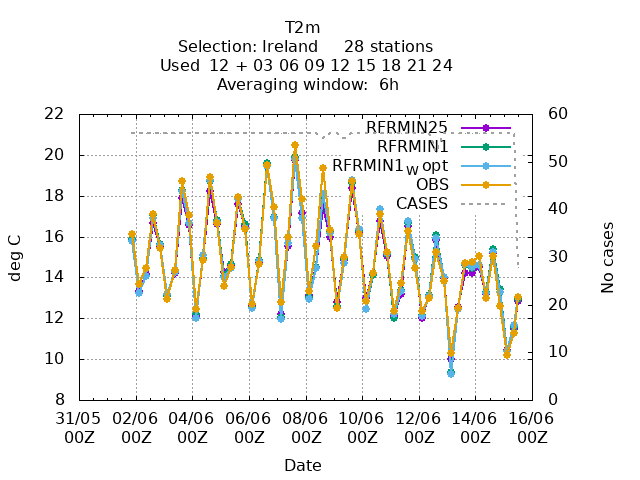 T2m
Selection: Ireland 28 stations
Used 12 + 03 06 09 12 15 18 21 24
Averaging window: 6h
22
20
18
16
14
12
10
8
deg C
60
50
40
30
20
10
0
No cases
RFRMIN25
RFRMIN1
RFRMIN1w opt
OBS
CASES
31/05 02/06 04/06 06/06 08/06 10/06 12/06 14/06 16/06
00Z 00Z 00Z 00Z 00Z 00Z 00Z 00Z 00Z
Date